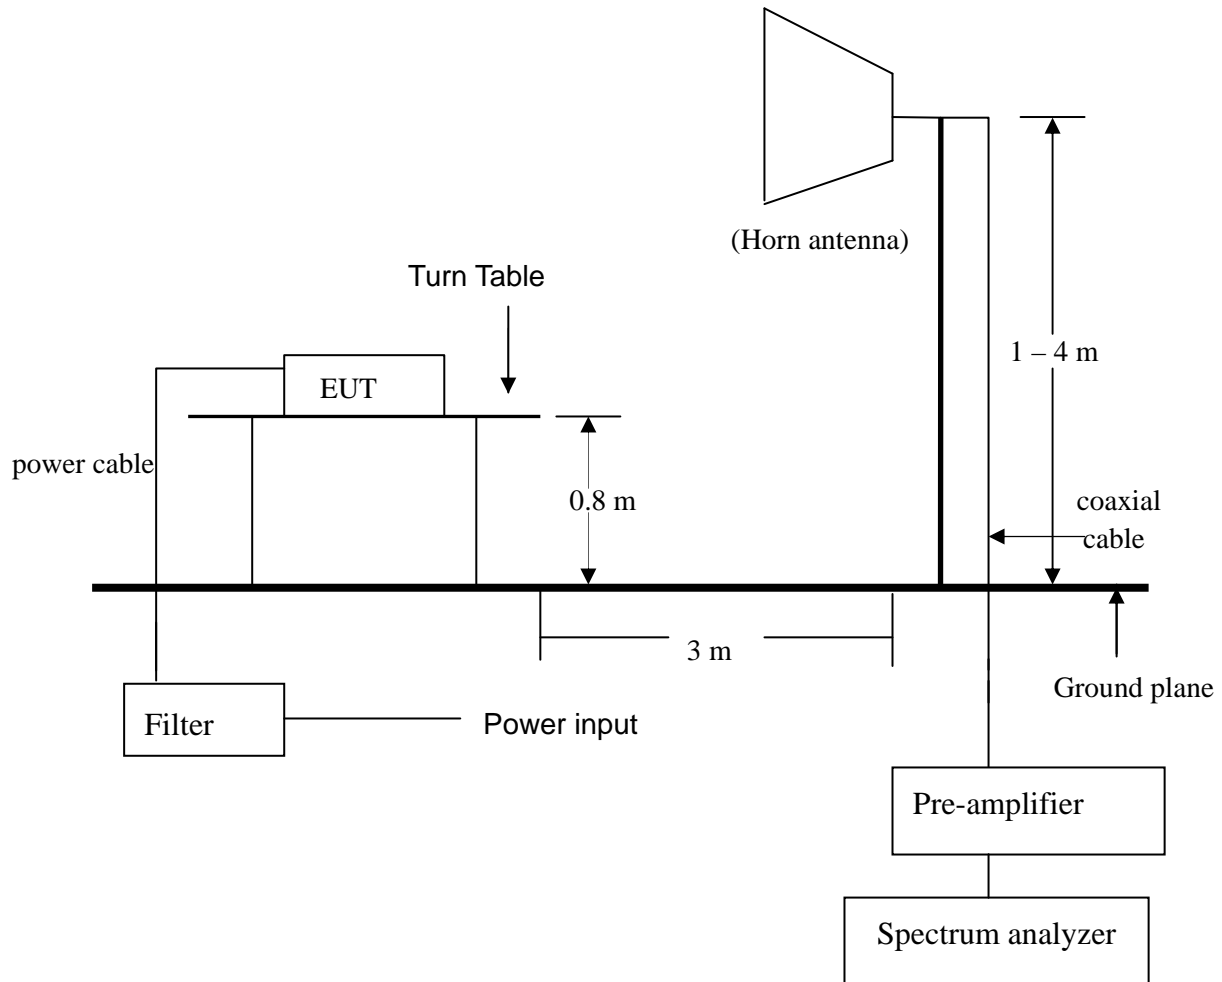 (Horn antenna)
Turn Table
1 – 4 m
EUT
power cable
0.8 m
coaxial
cable
3 m
Ground plane
Filter
Power input
Pre-amplifier
Spectrum analyzer